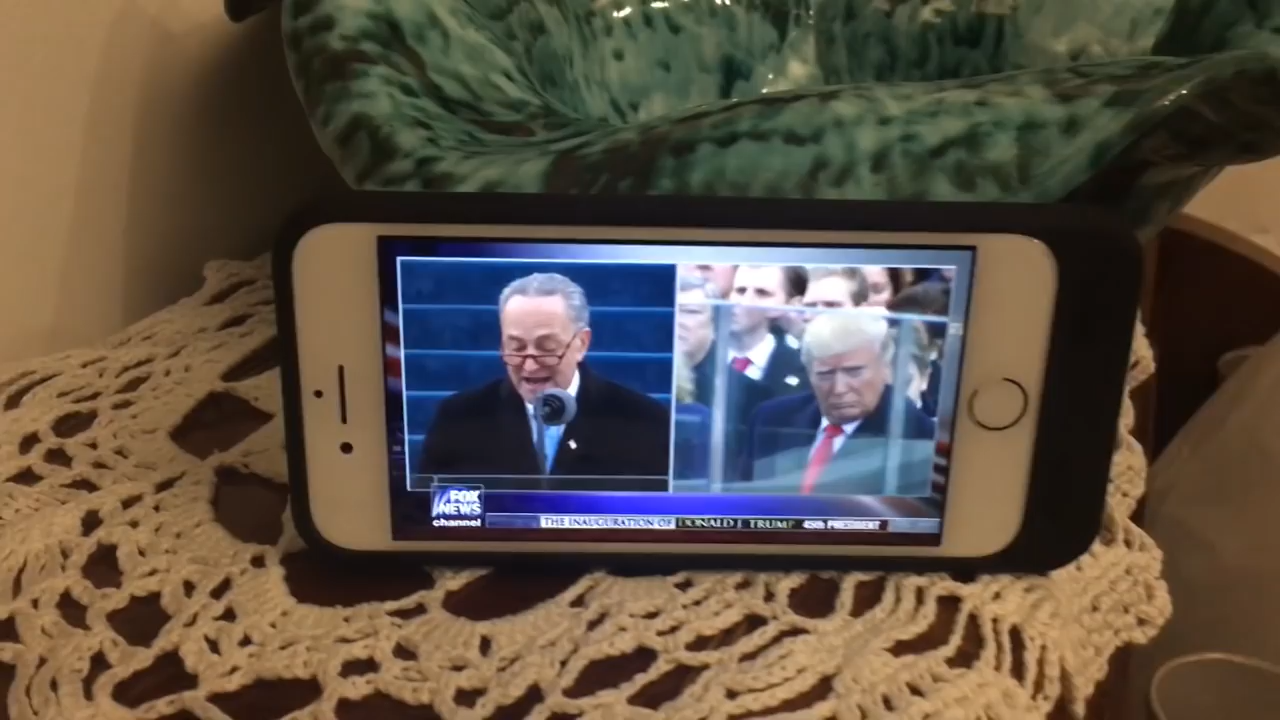 FOX
NEWS
channel
THE INAUGURATION OF DONALD J. TRUMP 45th PRESIDENT